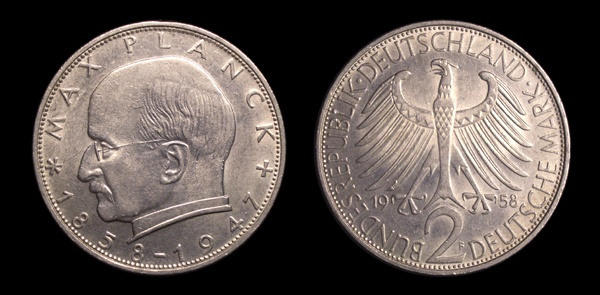 * MAX PLANCK +
1858-1947
BUNDESREPUBLIK·DEUTSCHLAND·
19 58
2
F
DEUTSCHE MARK